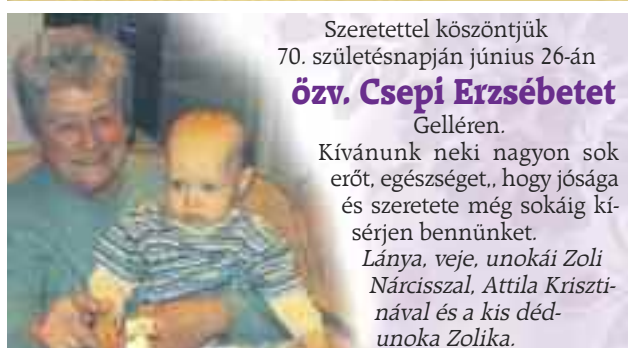 Szeretettel köszöntjük
70. születésnapján június 26-án
özv. Csepi Erzsébetet
Gelléren.
Kívánunk neki nagyon sok
erőt, egészséget,, hogy jósága
és szeretete még sokáig kí-
sérjen bennünket.
Lánya, veje, unokái Zoli
Nárcisszal, Attila Kriszti-
nával és a kis déd-
unoka Zolika.